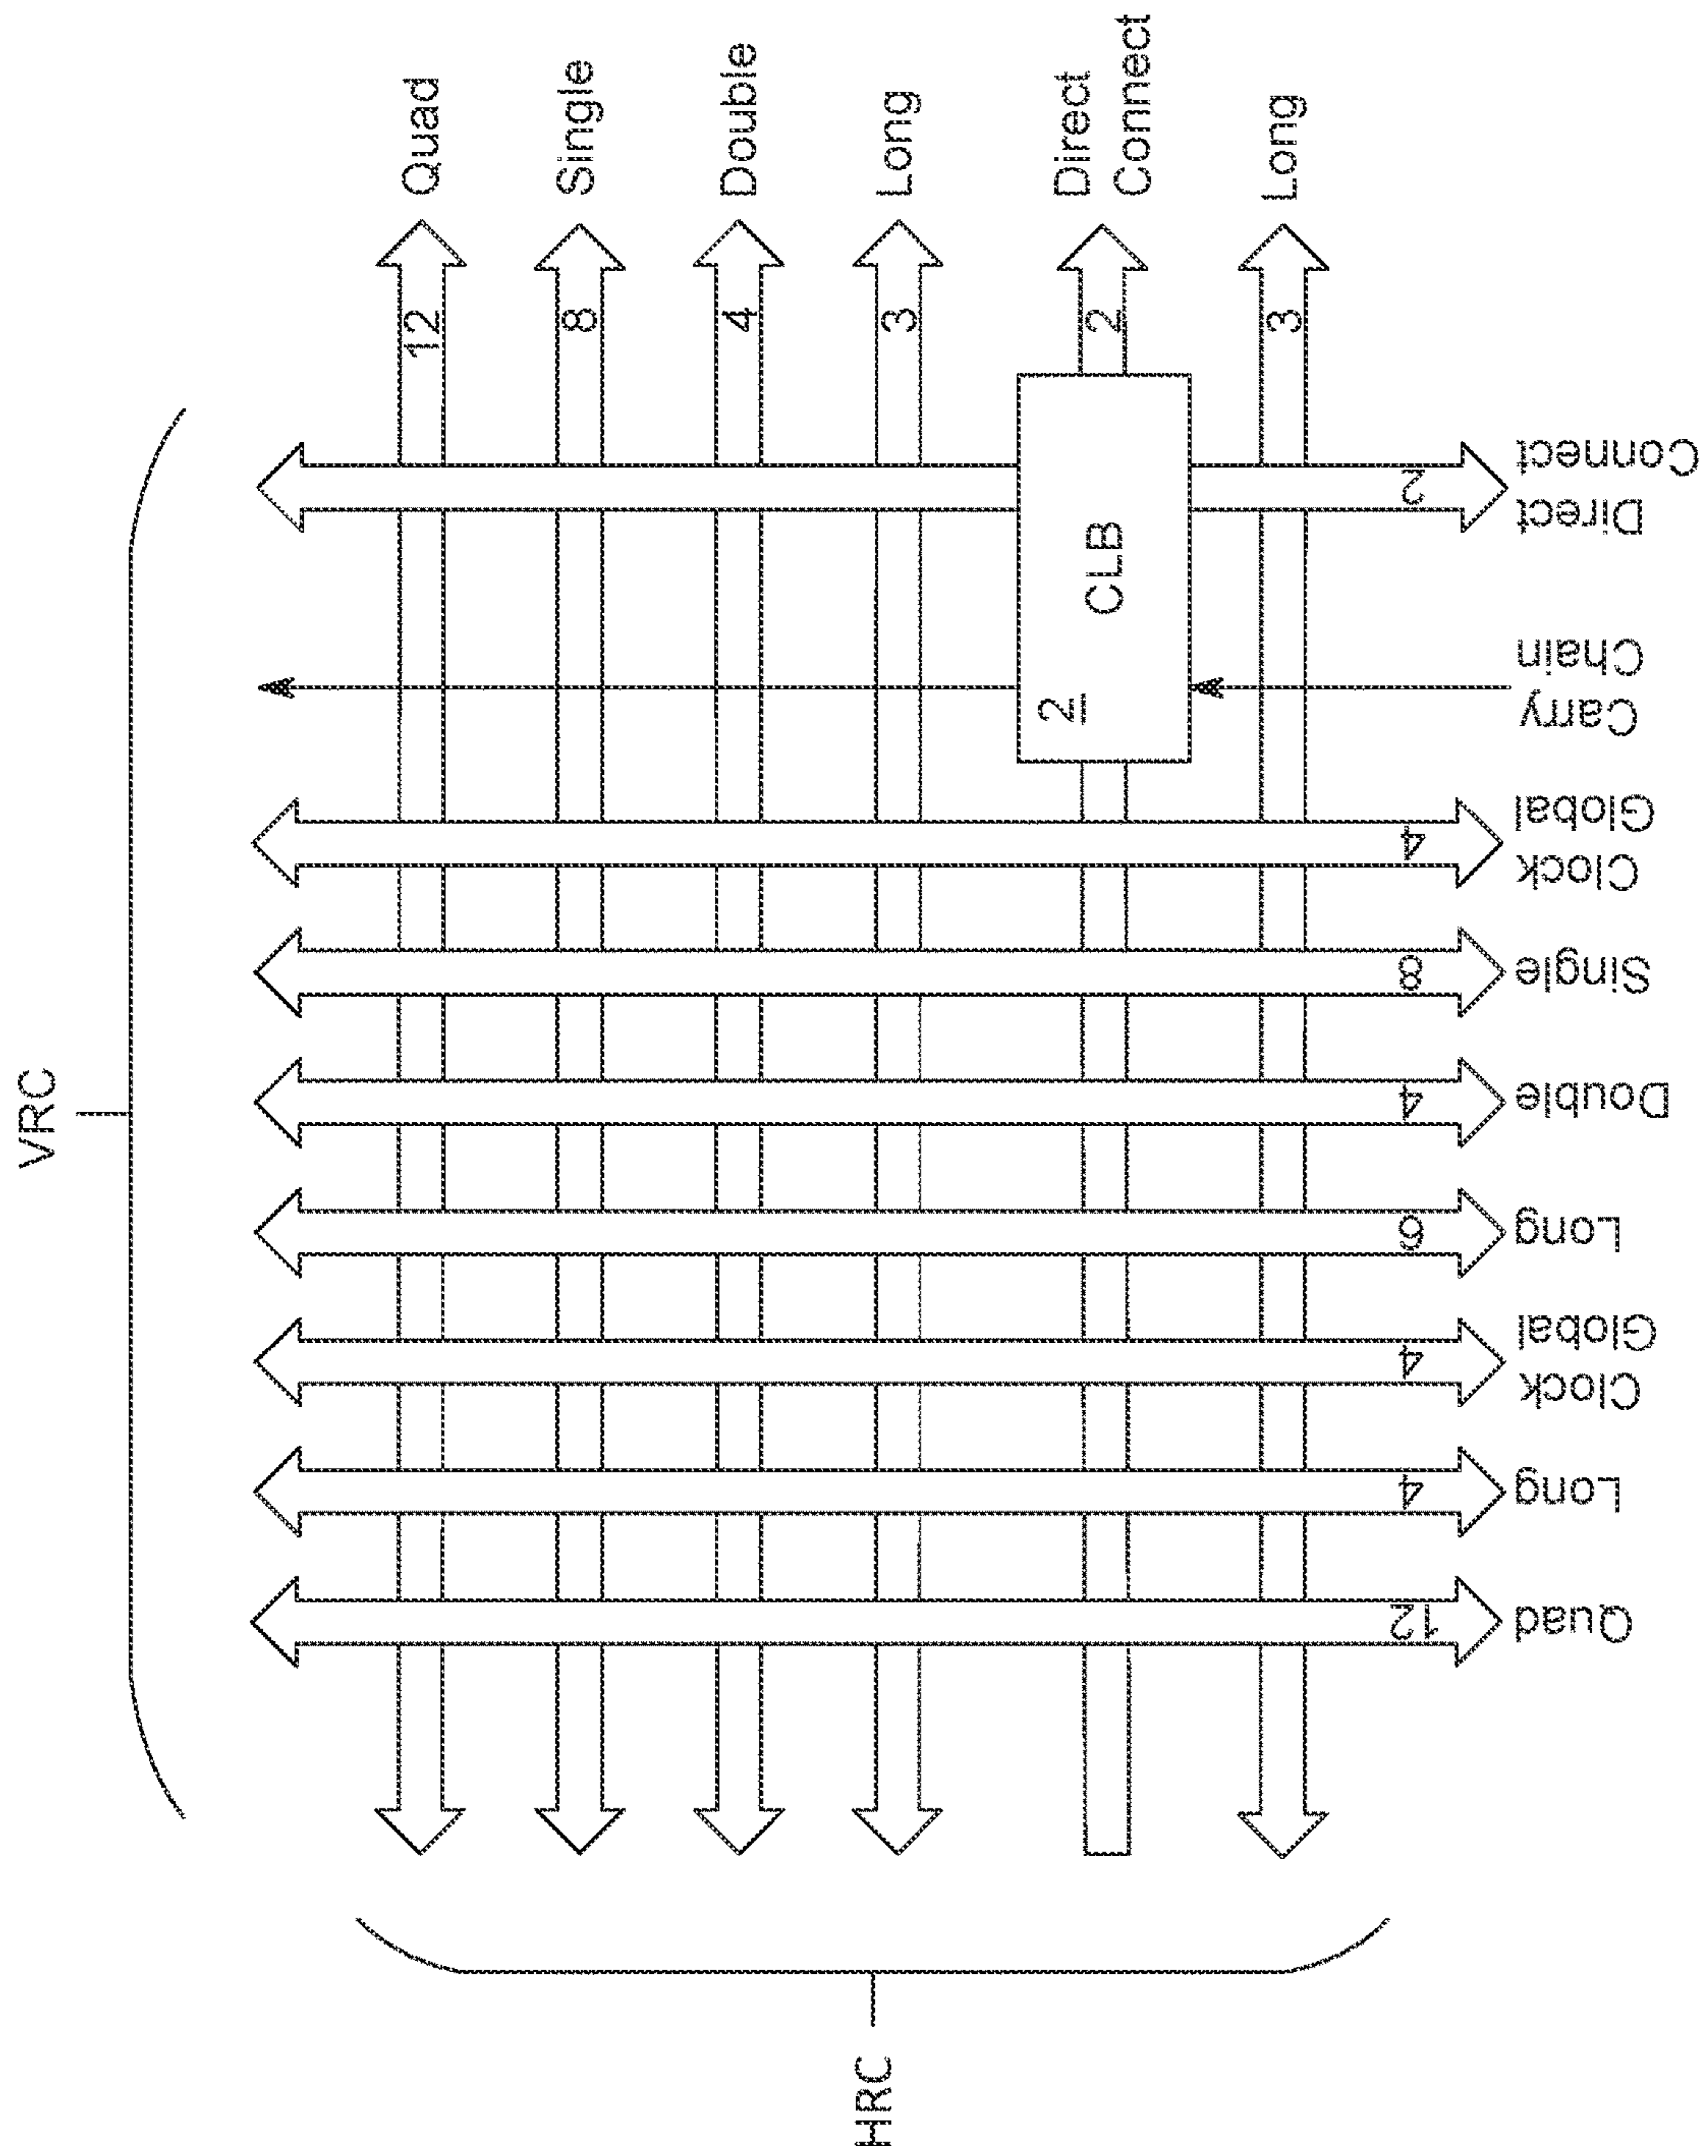 VRC
Quad
Single
Double
Long
Direct
Connect
Long
12
8
4
3
2
3
CLB
2
HRC
12
4
4
6
4
8
4
2
Quad
Long
Clock
Global
Long
Double
Single
Clock
Global
Carry
Chain
Direct
Connect